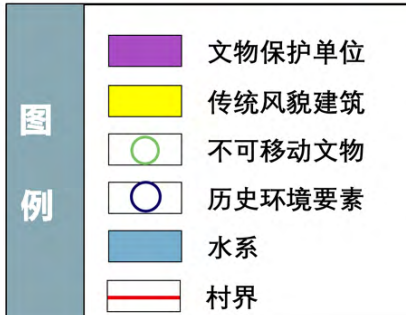 图例
文物保护单位
传统风貌建筑
不可移动文物
历史环境要素
水系
村界